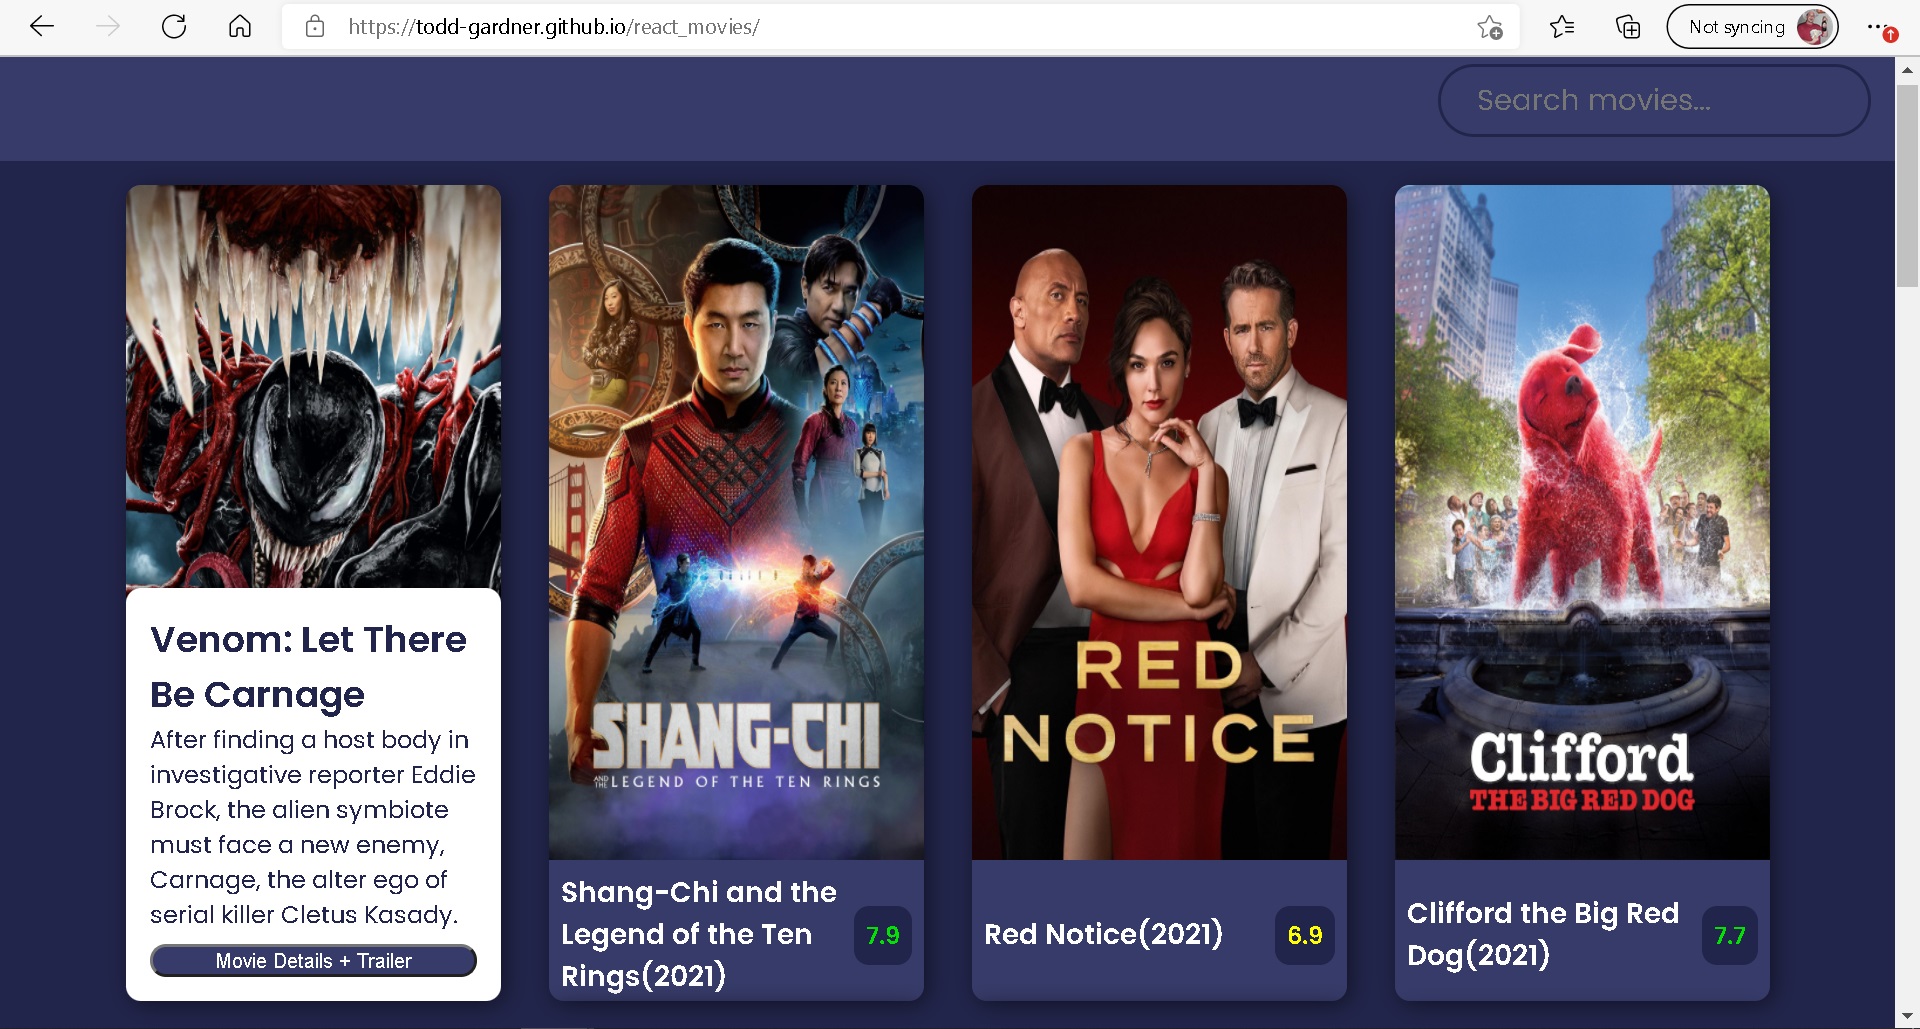 https://todd-gardner.github.io/react_movies/
Not syncing
Search movies...
Venom: Let There
Be Carnage
After finding a host body in
investigative reporter Eddie
Brock, the alien symbiote
must face a new enemy,
Carnage, the alter ego of
serial killer Cletus Kasady.
Movie Details + Trailer
SHANG-CHI
AND THE LEGEND OF THE TEN RINGS
Shang-Chi and the
Legend of the Ten
Rings(2021)
7.9
RED
NOTICE
Red Notice(2021)
6.9
Clifford
THE BIG RED DOG
Clifford the Big Red
Dog(2021)
7.7